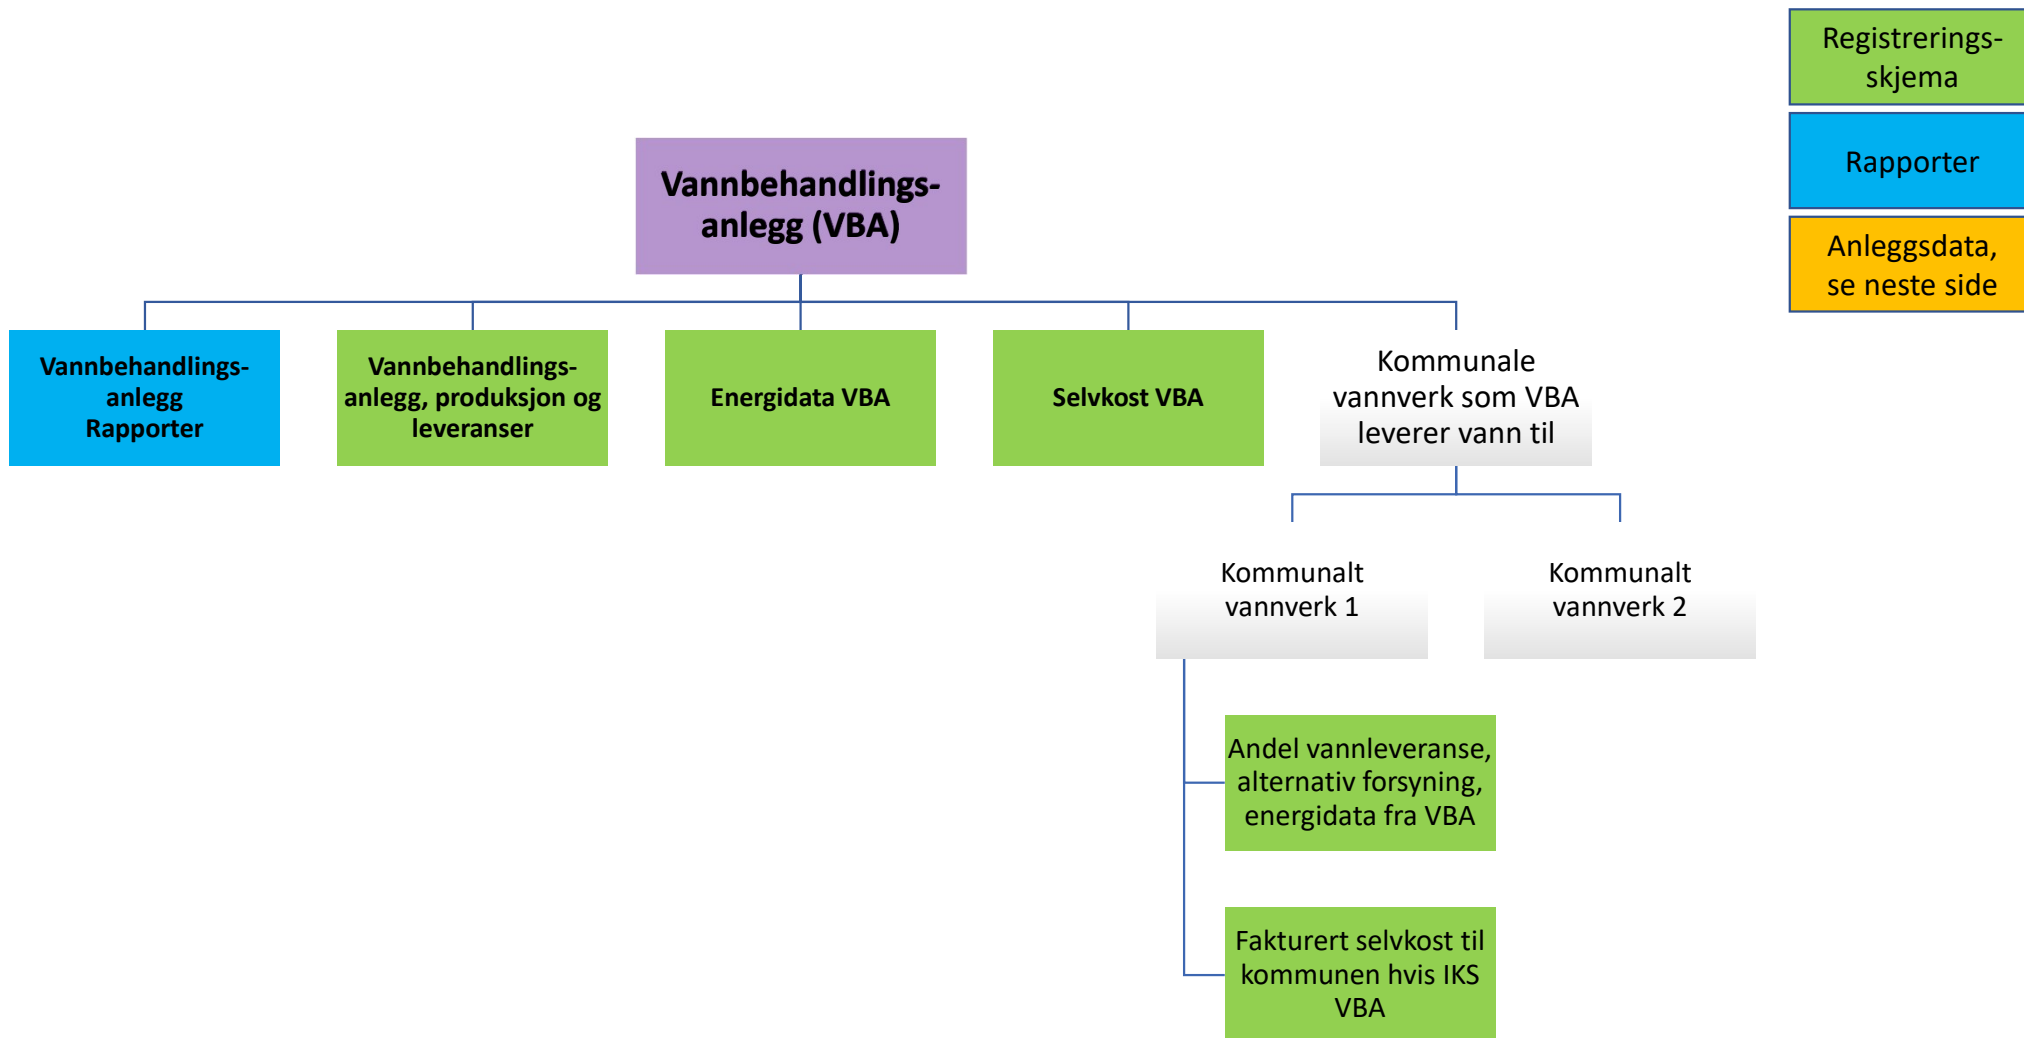 Registrerings-
skjema
Rapporter
Anleggsdata,
se neste side
Vannbehandlings-
anlegg (VBA)
Vannbehandlings-
anlegg
Rapporter
Vannbehandlings-
anlegg, produksjon og
leveranser
Energidata VBA
Selvkost VBA
Kommunale
vannverk som VBA
leverer vann til
Kommunalt
vannverk 1
Kommunalt
vannverk 2
Andel vannleveranse,
alternativ forsyning,
energidata fra VBA
Fakturert selvkost til
kommunen hvis IKS
VBA